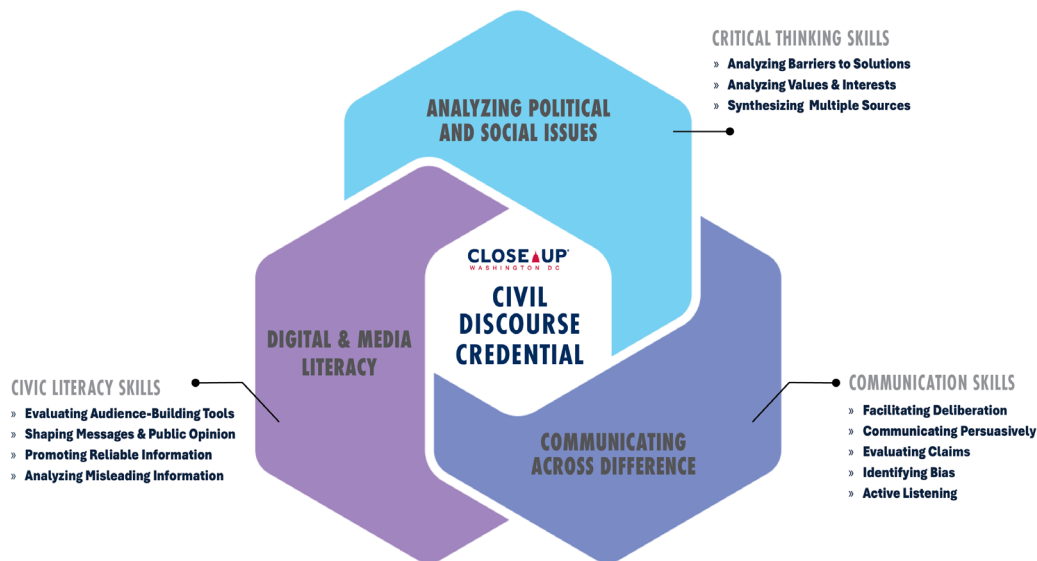 CRITICAL THINKING SKILLS
» Analyzing Barriers to Solutions
» Analyzing Values & Interests
» Synthesizing Multiple Sources
ANALYZING POLITICAL
AND SOCIAL ISSUES
CLOSE UP®
WASHINGTON DC
CIVIL
DISCOURSE
CREDENTIAL
DIGITAL & MEDIA
LITERACY
CIVIC LITERACY SKILLS
» Evaluating Audience-Building Tools
» Shaping Messages & Public Opinion
» Promoting Reliable Information
» Analyzing Misleading Information
COMMUNICATING
ACROSS DIFFERENCE
COMMUNICATION SKILLS
» Facilitating Deliberation
» Communicating Persuasively
» Evaluating Claims
» Identifying Bias
» Active Listening